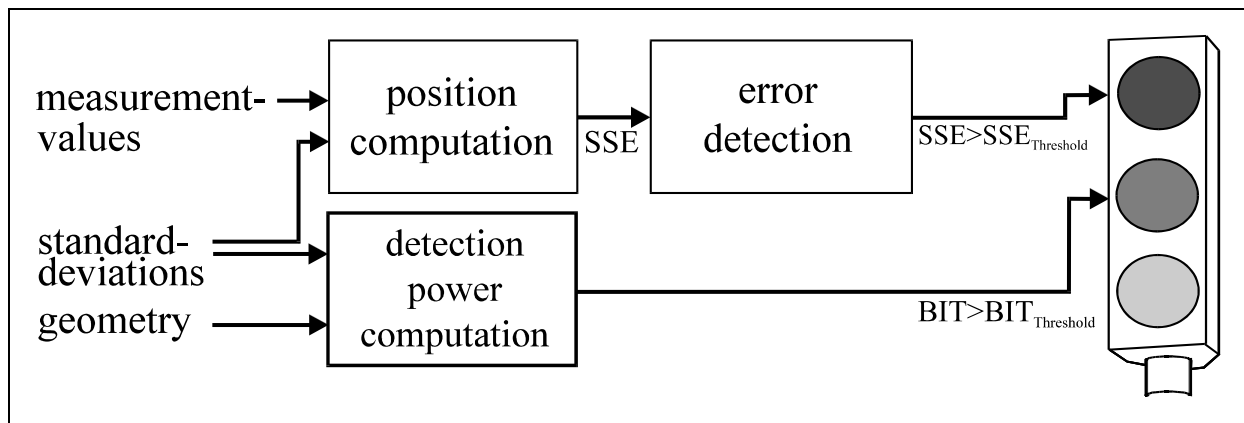 measurement-
values
standard-
deviations
geometry
position
computation
SSE
error
detection
SSE>SSEThreshold
detection
power
computation
BIT>BITThreshold